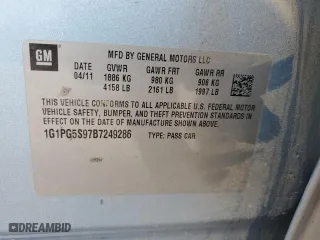 GM
MFD BY GENERAL MOTORS LLC
DATE GVWR GAWR FRT GAWR RR
04/11 1886 KG 980 KG 906 KG
4158 LB 2161 LB 1997 LB
THIS VEHICLE CONFORMS TO ALL APPLICABLE U.S. FEDERAL MOTOR
VEHICLE SAFETY, BUMPER, AND THEFT PREVENTION STANDARDS
IN EFFECT ON THE DATE OF MANUFACTURE SHOWN ABOVE.
1G1PG5S97B7249286 TYPE: PASS CAR
AUTOBIDMASTER